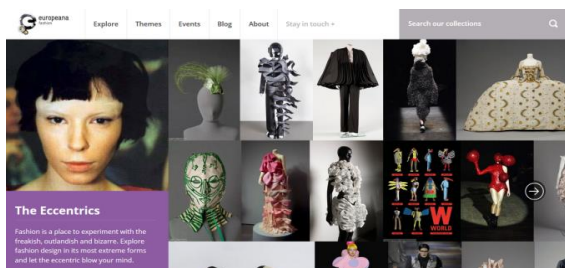 europeana
fashion
Explore Themes Events Blog About Stay in touch
Search our collections
W
WORLD
The Eccentrics
Fashion is a place to experiment with the
freakish, outlandish and bizarre. Explore
fashion design in its most extreme forms
and let the eccentric blow your mind.